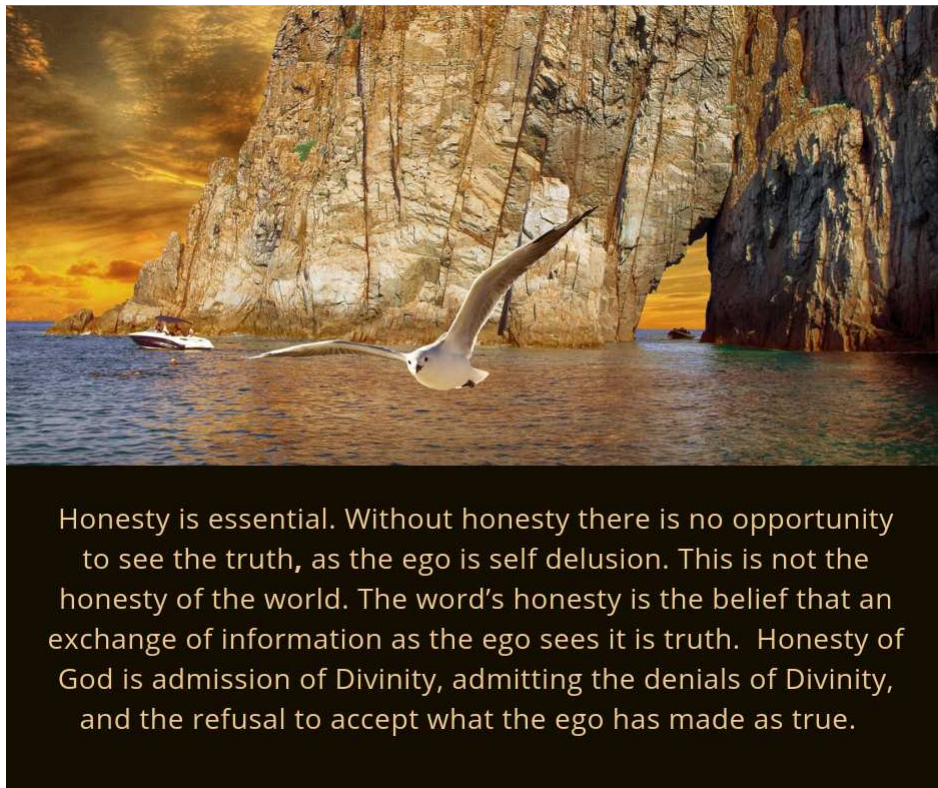 Honesty is essential. Without honesty there is no opportunity
to see the truth, as the ego is self delusion. This is not the
honesty of the world. The word’s honesty is the belief that an
exchange of information as the ego sees it is truth.  Honesty of
God is admission of Divinity, admitting the denials of Divinity,
and the refusal to accept what the ego has made as true.